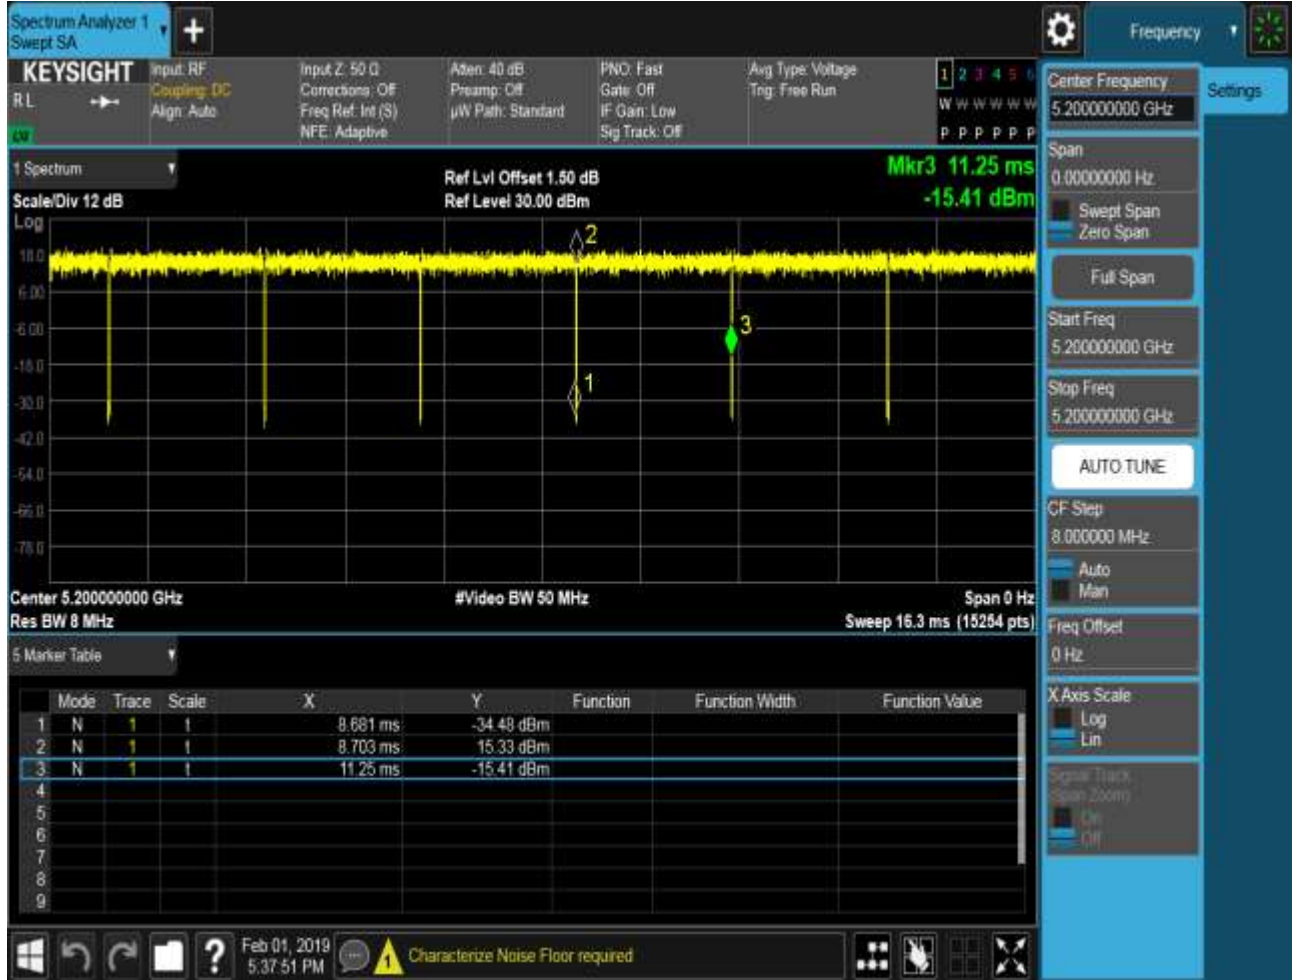 Spectrum Analyzer 1
Swept SA
+
Frequency
KEYSIGHT
RL
Input: RF
Coupling: DC
Align: Auto
Input Z: 50 Ω
Corrections: Off
Freq Ref: Int (S)
NFE: Adaptive
Atten: 40 dB
Preamp: Off
µW Path: Standard
PNO: Fast
Gate: Off
IF Gain: Low
Sig Track: Off
Avg Type: Voltage
Trig: Free Run
1 2 3 4 5 6
W W W W W W
P P P P P P
1 Spectrum
Scale/Div 12 dB
Log
Ref Lvl Offset 1.50 dB
Ref Level 30.00 dBm
Mkr3 11.25 ms
-15.41 dBm
18.0
6.00
-6.00
-18.0
-30.0
-42.0
-54.0
-66.0
-78.0
2
3
1
Center 5.200000000 GHz
#Video BW 50 MHz
Span 0 Hz
Res BW 8 MHz
Sweep 16.3 ms (15254 pts)
5 Marker Table
Mode Trace Scale X Y Function Function Width Function Value
1 N 1 t 8.681 ms -34.48 dBm
2 N 1 t 8.703 ms 15.33 dBm
3 N 1 t 11.25 ms -15.41 dBm
4
5
6
7
8
9
Center Frequency
5.200000000 GHz
Settings
Span
0.00000000 Hz
Swept Span
Zero Span
Full Span
Start Freq
5.200000000 GHz
Stop Freq
5.200000000 GHz
AUTO TUNE
CF Step
8.000000 MHz
Auto
Man
Freq Offset
0 Hz
X Axis Scale
Log
Lin
Signal Track
(Span Zoom)
On
Off
?
Feb 01, 2019
5:37:51 PM
1
Characterize Noise Floor required